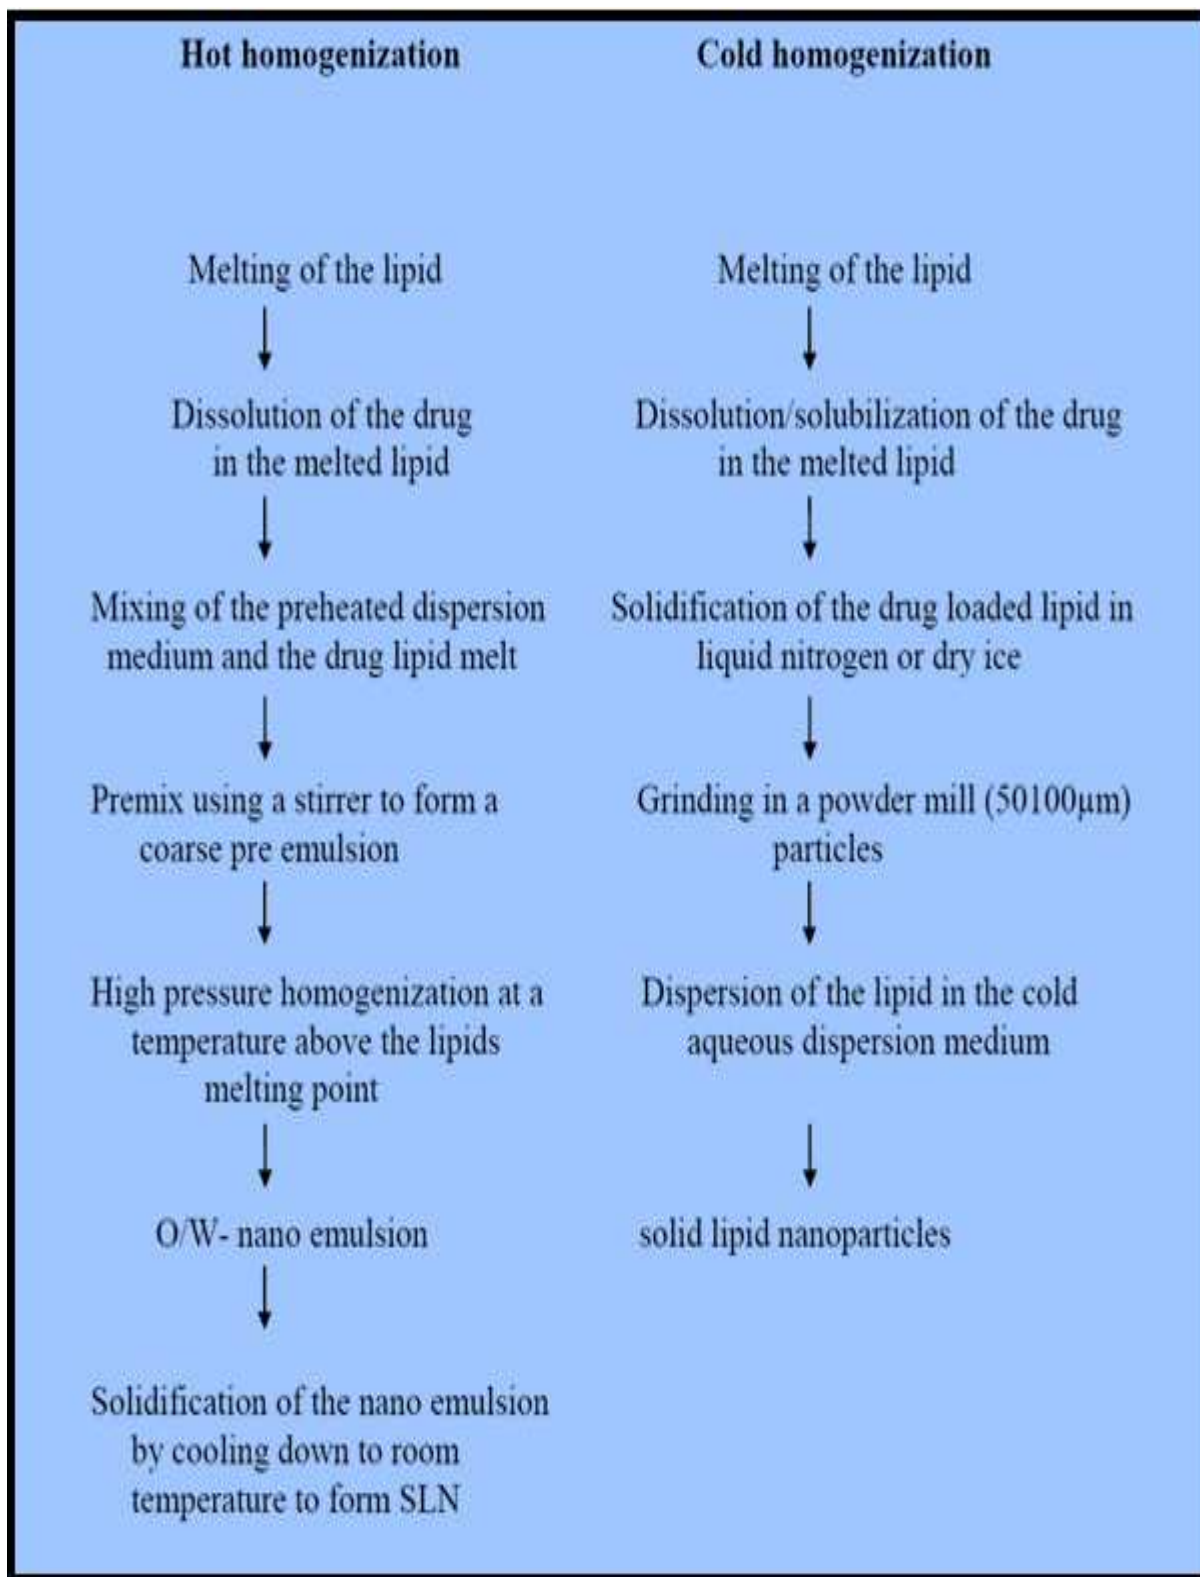 Hot homogenization
Melting of the lipid
Dissolution of the drug
in the melted lipid
Mixing of the preheated dispersion
medium and the drug lipid melt
Premix using a stirrer to form a
coarse pre emulsion
High pressure homogenization at a
temperature above the lipids
melting point
O/W- nano emulsion
Solidification of the nano emulsion
by cooling down to room
temperature to form SLN
Cold homogenization
Melting of the lipid
Dissolution/solubilization of the drug
in the melted lipid
Solidification of the drug loaded lipid in
liquid nitrogen or dry ice
Grinding in a powder mill (50100μm)
particles
Dispersion of the lipid in the cold
aqueous dispersion medium
solid lipid nanoparticles